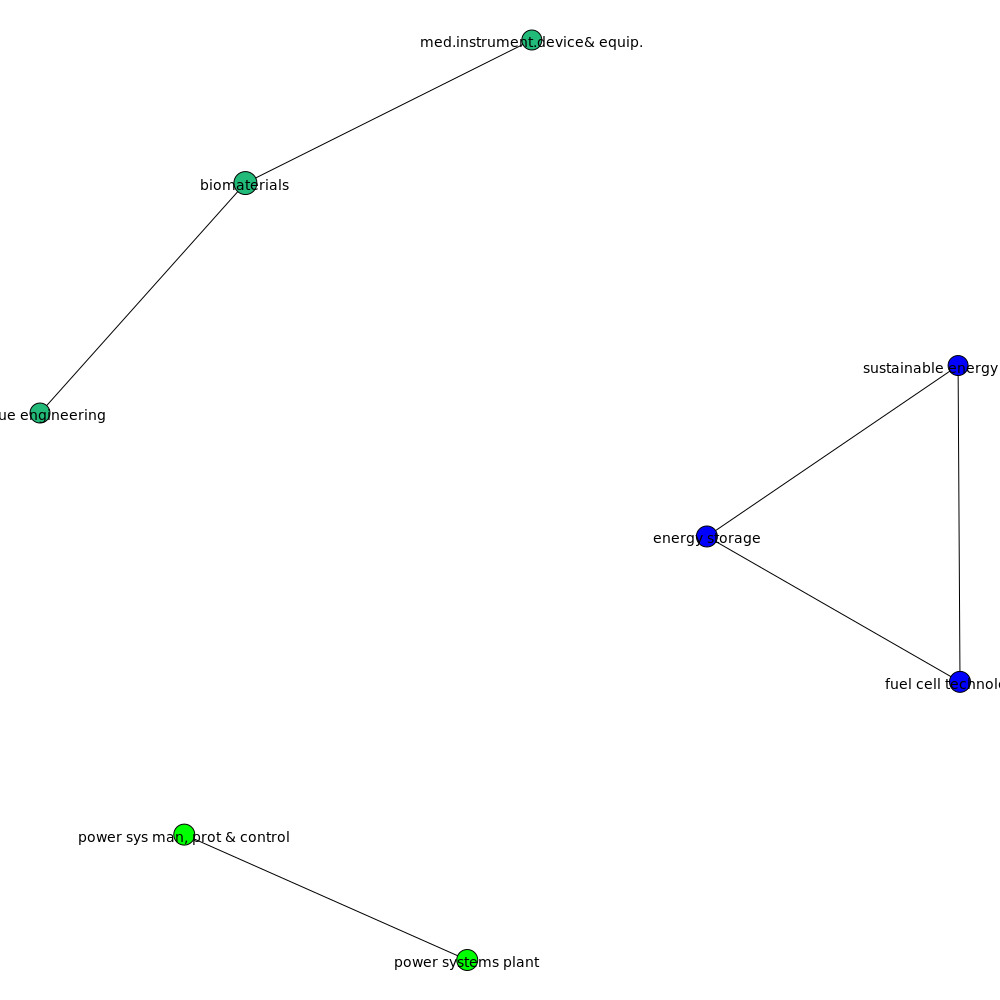 med.instrument.device& equip.
biomaterials
sustainable energy
ue engineering
energy storage
fuel cell technolo
power sys man, prot & control
power systems plant